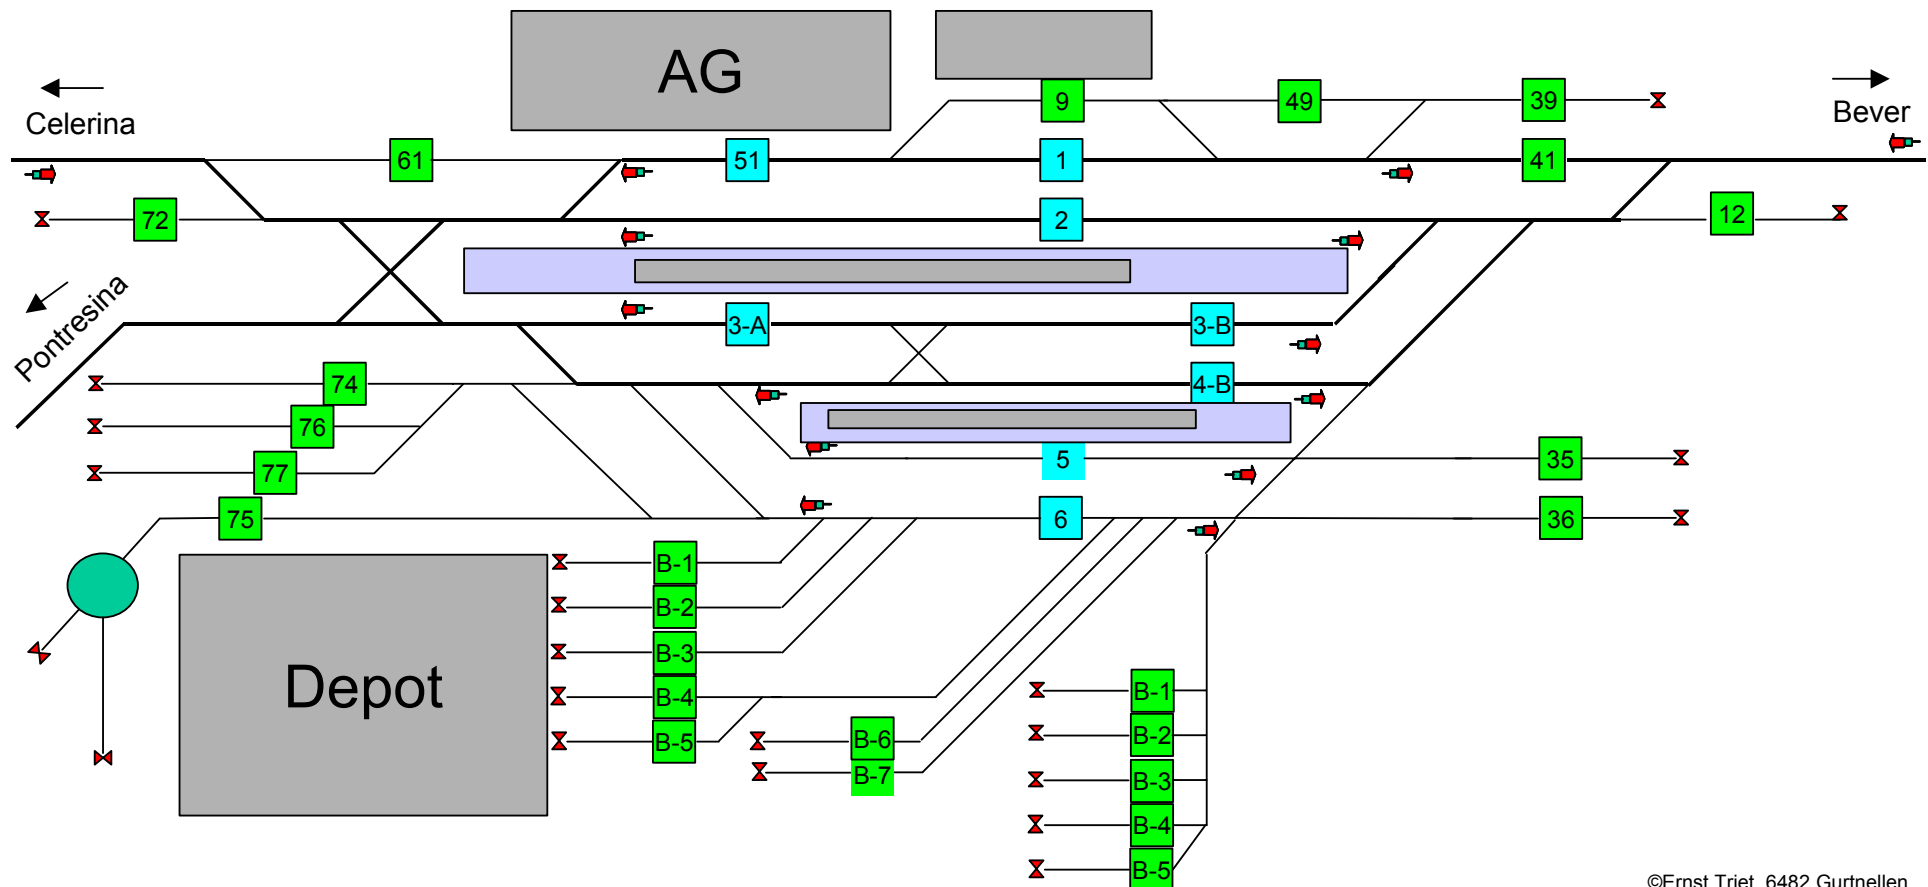 AG
Celerina
Bever
9
49
39
61
51
1
41
72
2
12
Pontresina
3-A
3-B
74
4-B
76
77
5
35
75
6
36
B-1
B-2
B-3
B-4
B-5
Depot
B-6
B-7
B-1
B-2
B-3
B-4
B-5
©Ernst Triet, 6482 Gurtnellen